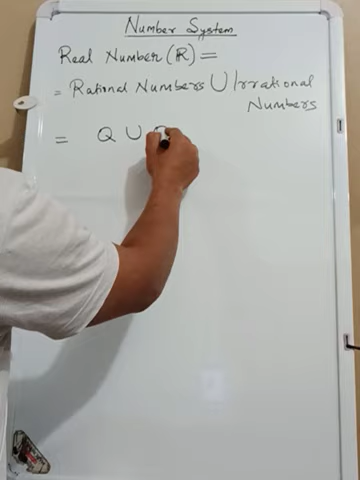 Number System
Real Number (R) =
= Rational Numbers U Irrational
Numbers
= Q U